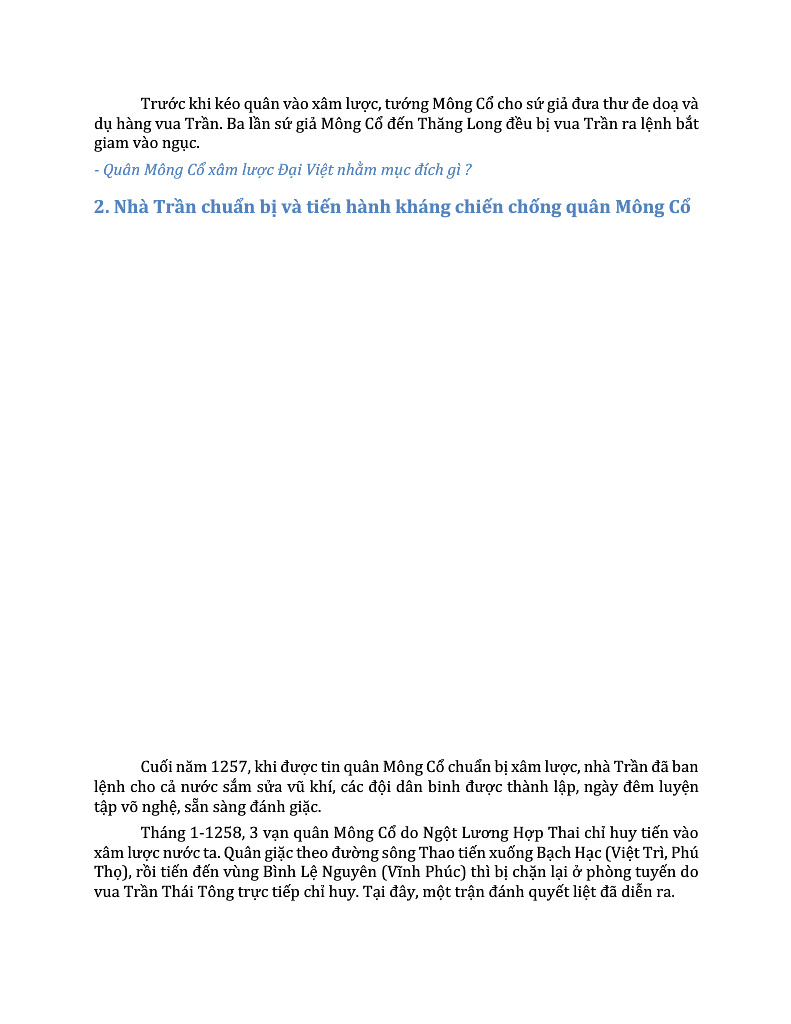 Trước khi kéo quân vào xâm lược, tướng Mông Cổ cho sứ giả đưa thư đe doạ và
dụ hàng vua Trần. Ba lần sứ giả Mông Cổ đến Thăng Long đều bị vua Trần ra lệnh bắt
giam vào ngục.
- Quân Mông Cổ xâm lược Đại Việt nhằm mục đích gì ?
2. Nhà Trần chuẩn bị và tiến hành kháng chiến chống quân Mông Cổ
Cuối năm 1257, khi được tin quân Mông Cổ chuẩn bị xâm lược, nhà Trần đã ban
lệnh cho cả nước sắm sửa vũ khí, các đội dân binh được thành lập, ngày đêm luyện
tập võ nghệ, sẵn sàng đánh giặc.
Tháng 1-1258, 3 vạn quân Mông Cổ do Ngột Lương Hợp Thai chỉ huy tiến vào
xâm lược nước ta. Quân giặc theo đường sông Thao tiến xuống Bạch Hạc (Việt Trì, Phú
Thọ), rồi tiến đến vùng Bình Lệ Nguyên (Vĩnh Phúc) thì bị chặn lại ở phòng tuyến do
vua Trần Thái Tông trực tiếp chỉ huy. Tại đây, một trận đánh quyết liệt đã diễn ra.